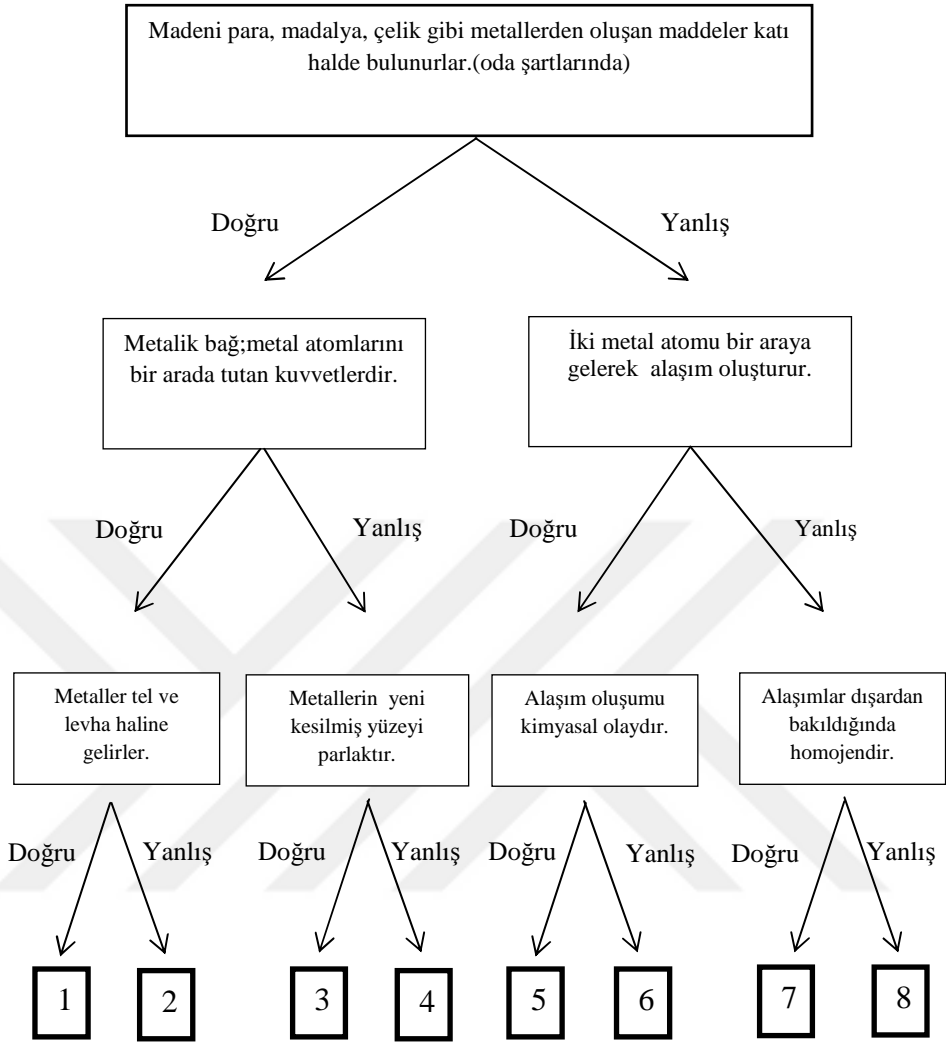 Madeni para, madalya, çelik gibi metallerden oluşan maddeler katı
halde bulunurlar.(oda şartlarında)
Doğru
Yanlış
Metalik bağ;metal atomlarını
bir arada tutan kuvvetlerdir.
İki metal atomu bir araya
gelerek alaşım oluşturur.
Doğru
Yanlış
Doğru
Yanlış
Metaller tel ve
levha haline
gelirler.
Metallerin yeni
kesilmiş yüzeyi
parlaktır.
Alaşım oluşumu
kimyasal olaydır.
Alaşımlar dışardan
bakıldığında
homojendir.
Doğru
Yanlış
Doğru
Yanlış
Doğru
Yanlış
Doğru
Yanlış
1
2
3
4
5
6
7
8